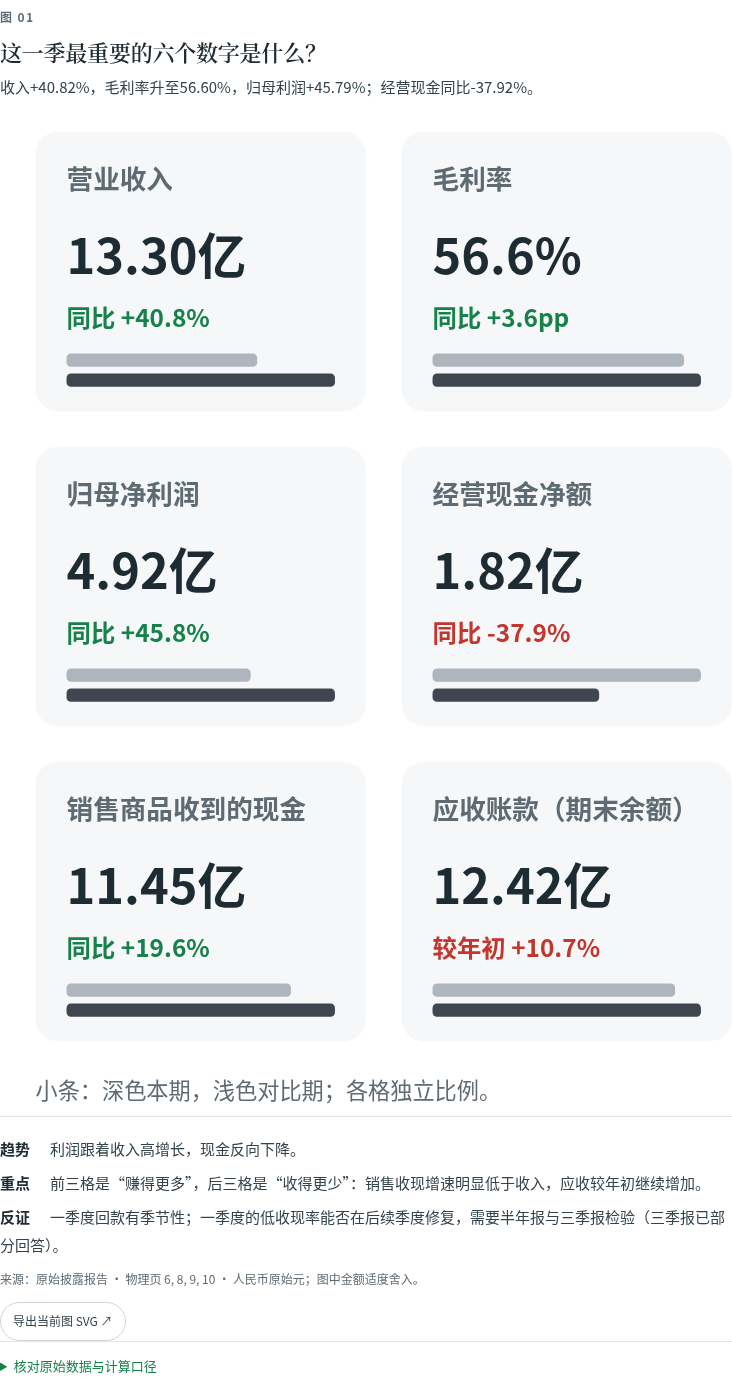 图 01
这一季最重要的六个数字是什么？
收入+40.82%，毛利率升至56.60%，归母利润+45.79%；经营现金同比-37.92%。
营业收入
13.30亿
同比 +40.8%
毛利率
56.6%
同比 +3.6pp
归母净利润
4.92亿
同比 +45.8%
经营现金净额
1.82亿
同比 -37.9%
销售商品收到的现金
11.45亿
同比 +19.6%
应收账款（期末余额）
12.42亿
较年初 +10.7%
小条：深色本期，浅色对比期；各格独立比例。
趋势 利润跟着收入高增长，现金反向下降。
重点 前三格是“赚得更多”，后三格是“收得更少”：销售收现增速明显低于收入，应收较年初继续增加。
反证 一季度回款有季节性；一季度的低收现率能否在后续季度修复，需要半年报与三季报检验（三季报已部
分回答）。
来源：原始披露报告 · 物理页 6, 8, 9, 10 · 人民币原始元；图中金额适度舍入。
导出当前图 SVG ↗
▶ 核对原始数据与计算口径